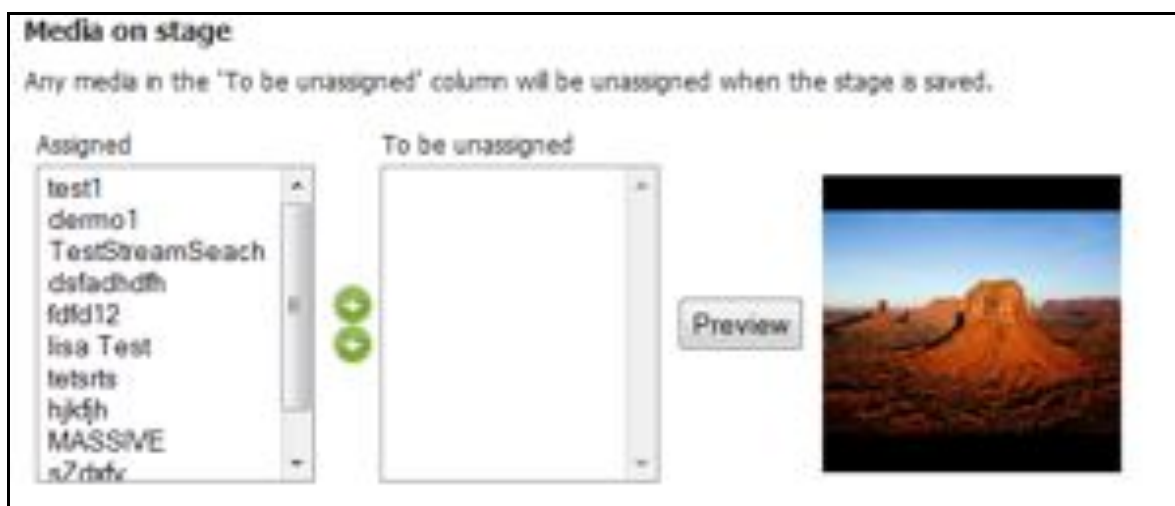 Media on stage
Any media in the 'To be unassigned' column will be unassigned when the stage is saved.
Assigned
To be unassigned
test1
dermo1
TestStreamSeach
dsfadhdfh
fdfd12
lisa Test
tetsrts
hjkfjh
MASSIVE
Preview